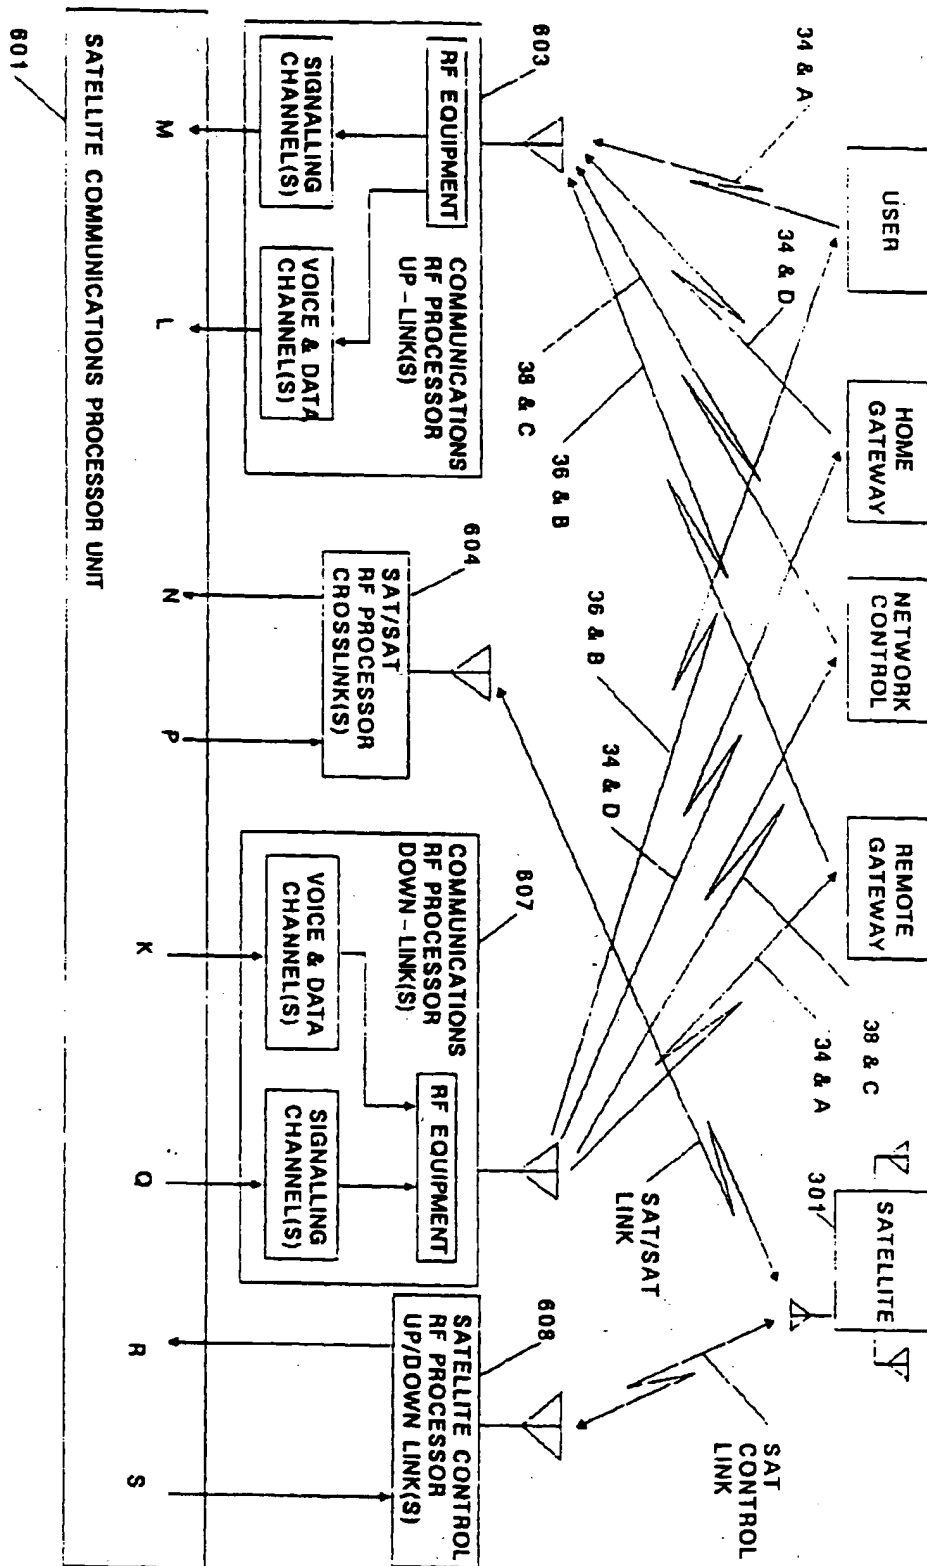 USER
HOME
GATEWAY
NETWORK
CONTROL
REMOTE
GATEWAY
SATELLITE
301
34 & A
34 & D
38 & C
36 & B
36 & B
34 & D
38 & C
34 & A
SAT/SAT
LINK
SAT
CONTROL
LINK
603
RF EQUIPMENT
COMMUNICATIONS
RF PROCESSOR
UP-LINK(S)
SIGNALLING
CHANNEL(S)
VOICE & DATA
CHANNEL(S)
604
SAT/SAT
RF PROCESSOR
CROSSLINK(S)
607
COMMUNICATIONS
RF PROCESSOR
DOWN-LINK(S)
RF EQUIPMENT
VOICE & DATA
CHANNEL(S)
SIGNALLING
CHANNEL(S)
608
SATELLITE CONTROL
RF PROCESSOR
UP/DOWN LINK(S)
M
L
N
P
K
Q
R
S
SATELLITE COMMUNICATIONS PROCESSOR UNIT
601